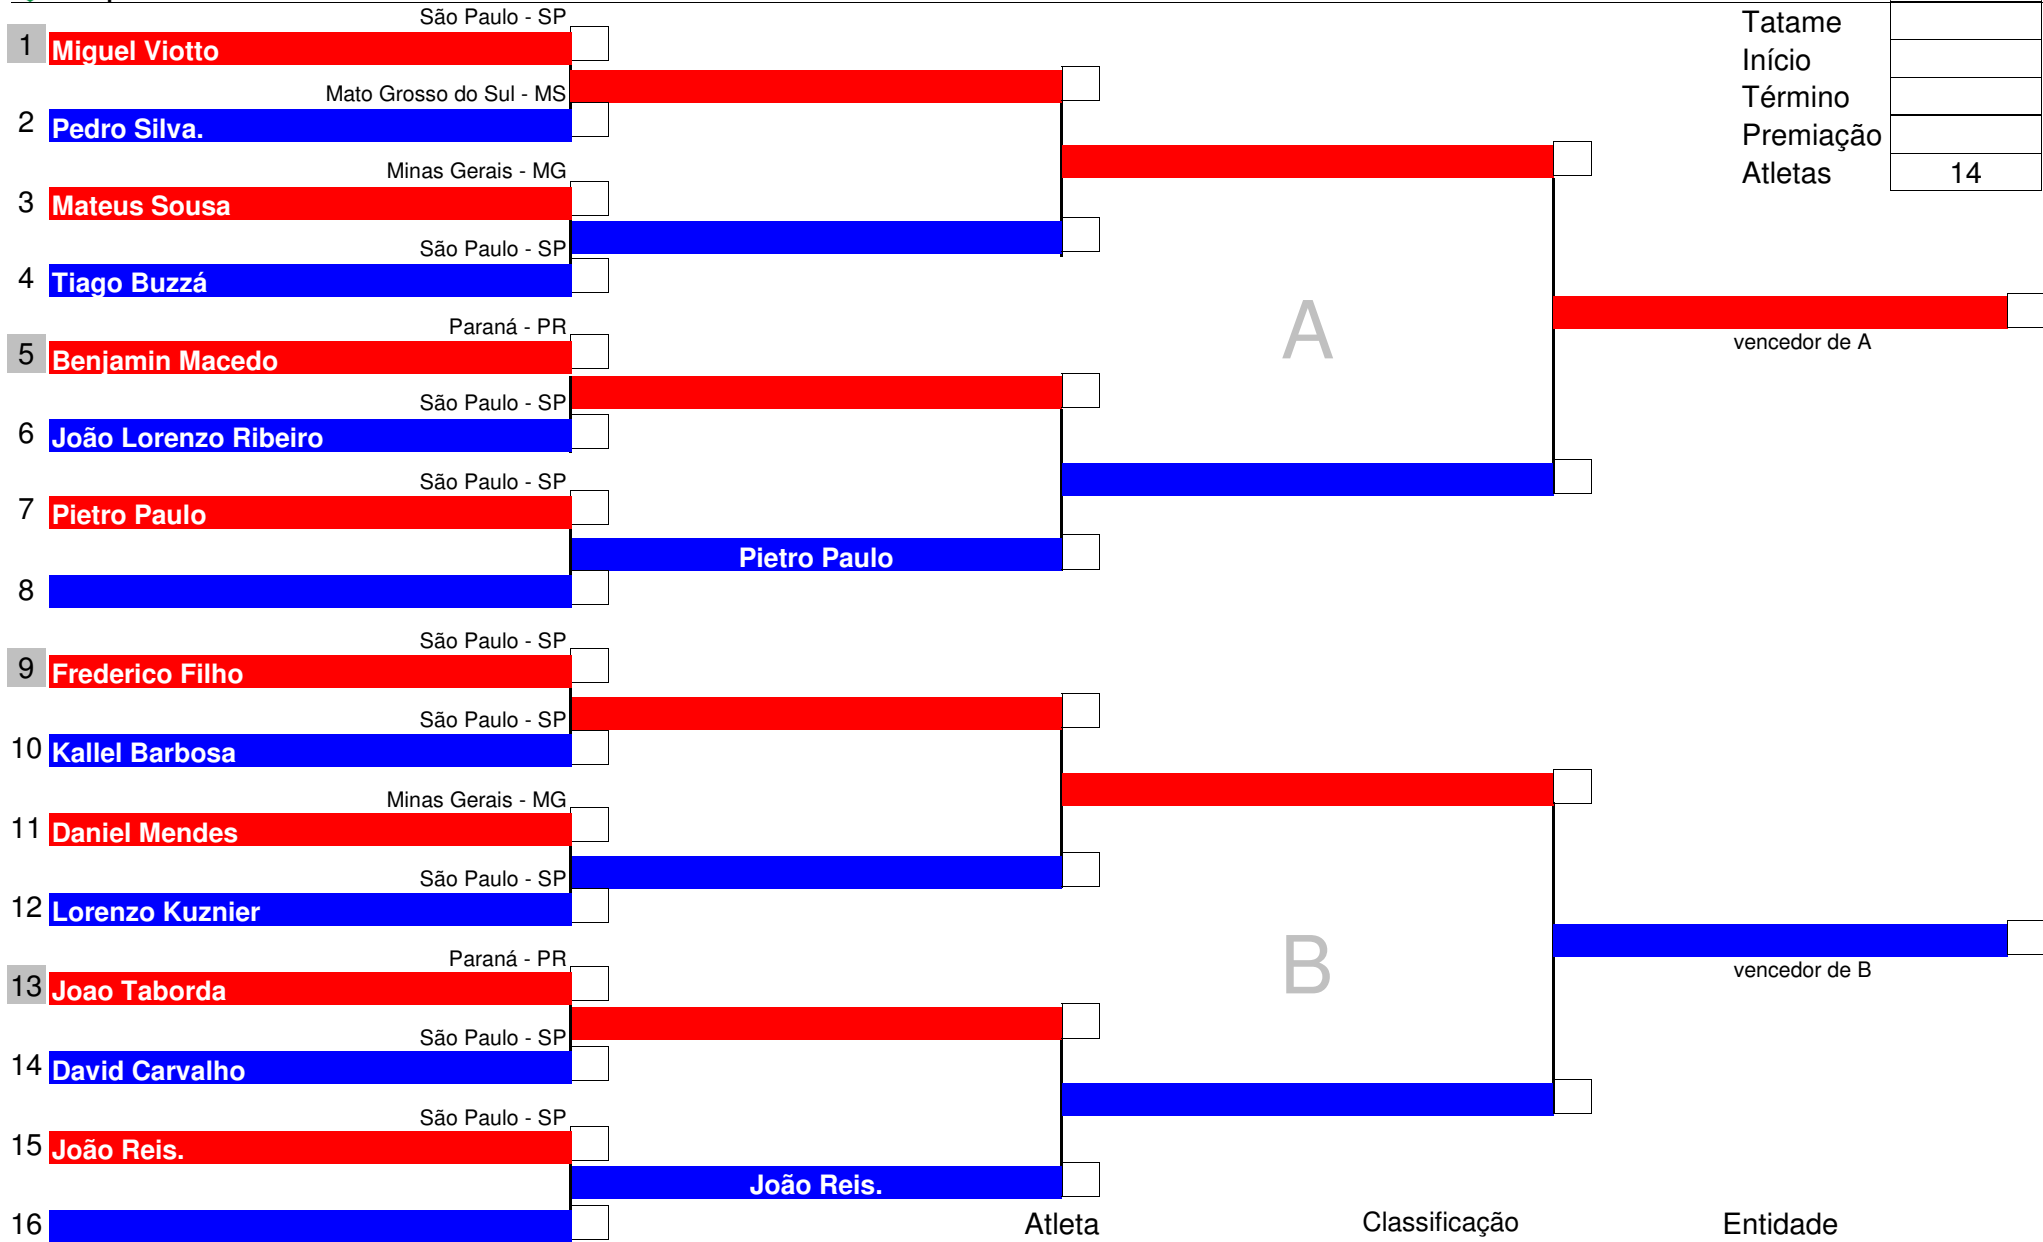 São Paulo - SP
1 Miguel Viotto
Mato Grosso do Sul - MS
2 Pedro Silva.
Minas Gerais - MG
3 Mateus Sousa
São Paulo - SP
4 Tiago Buzzá
Paraná - PR
5 Benjamin Macedo
São Paulo - SP
6 João Lorenzo Ribeiro
São Paulo - SP
7 Pietro Paulo
Pietro Paulo
8
São Paulo - SP
9 Frederico Filho
São Paulo - SP
10 Kallel Barbosa
Minas Gerais - MG
11 Daniel Mendes
São Paulo - SP
12 Lorenzo Kuznier
Paraná - PR
13 Joao Taborda
São Paulo - SP
14 David Carvalho
São Paulo - SP
15 João Reis.
João Reis.
16
A
B
vencedor de A
vencedor de B
Tatame
Início
Término
Premiação
Atletas 14
Atleta Classificação Entidade